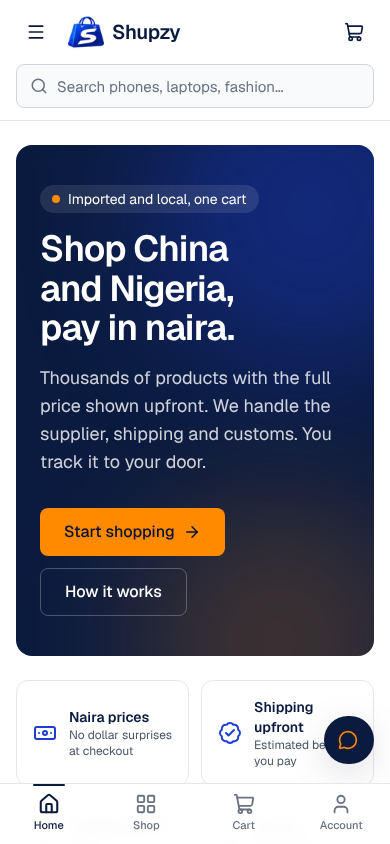 Shupzy
Search phones, laptops, fashion...
Imported and local, one cart
Shop China
and Nigeria,
pay in naira.
Thousands of products with the full
price shown upfront. We handle the
supplier, shipping and customs. You
track it to your door.
Start shopping
How it works
Naira prices
No dollar surprises
at checkout
Shipping
upfront
Estimated be
you pay
Home
Shop
Cart
Account